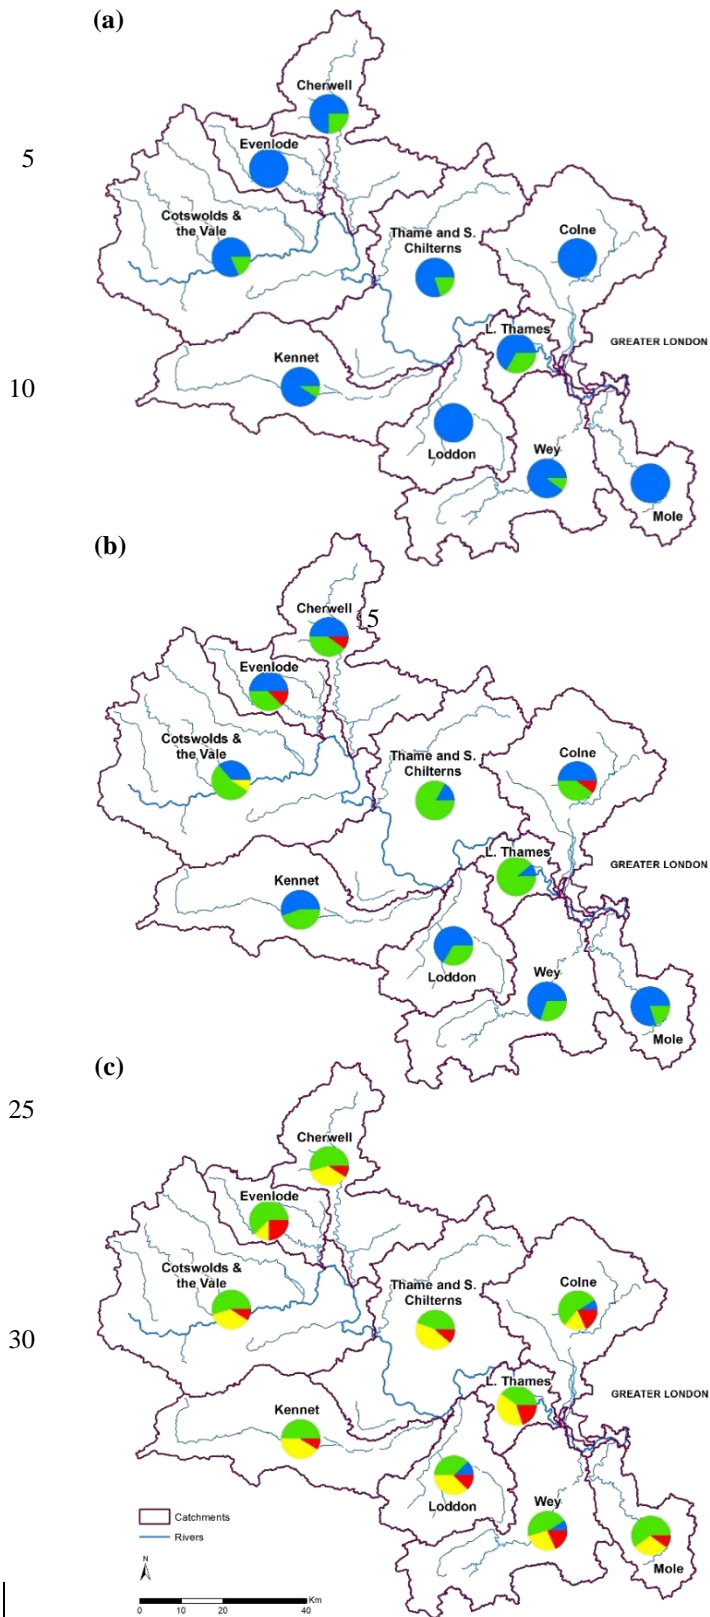 (a)
Cherwell
5
Evenlode
Cotswolds &
the Vale
Thame and S.
Chilterns
Colne
L. Thames
GREATER LONDON
Kennet
10
Loddon
Wey
Mole
(b)
Cherwell
15
Evenlode
Cotswolds &
the Vale
Thame and S.
Chilterns
Colne
L. Thames
GREATER LONDON
Kennet
Loddon
Wey
Mole
(c)
25
Cherwell
Evenlode
Cotswolds &
the Vale
Thame and S.
Chilterns
Colne
30
L. Thames
GREATER LONDON
Kennet
Loddon
Wey
Mole
Catchments
Rivers
N
Km
0 10 20 40